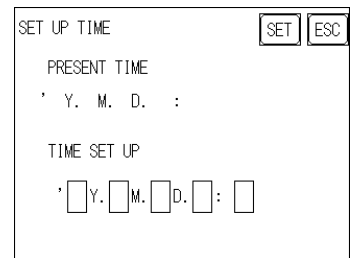 SET UP TIME SET ESC
PRESENT TIME
' Y. M. D. :
TIME SET UP
' Y. M. D. :